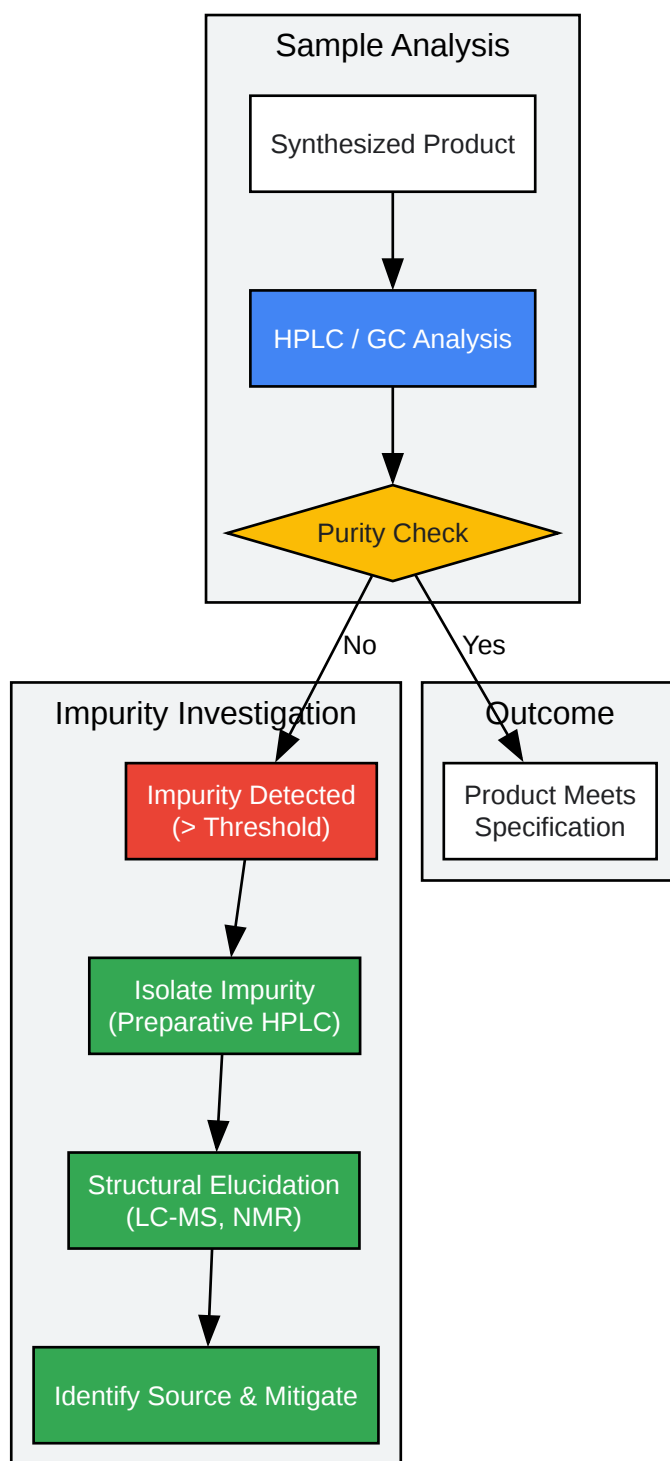 Sample Analysis
Synthesized Product
HPLC / GC Analysis
Purity Check
No
Yes
Impurity Investigation
Impurity Detected
(> Threshold)
Isolate Impurity
(Preparative HPLC)
Structural Elucidation
(LC-MS, NMR)
Identify Source & Mitigate
Outcome
Product Meets
Specification